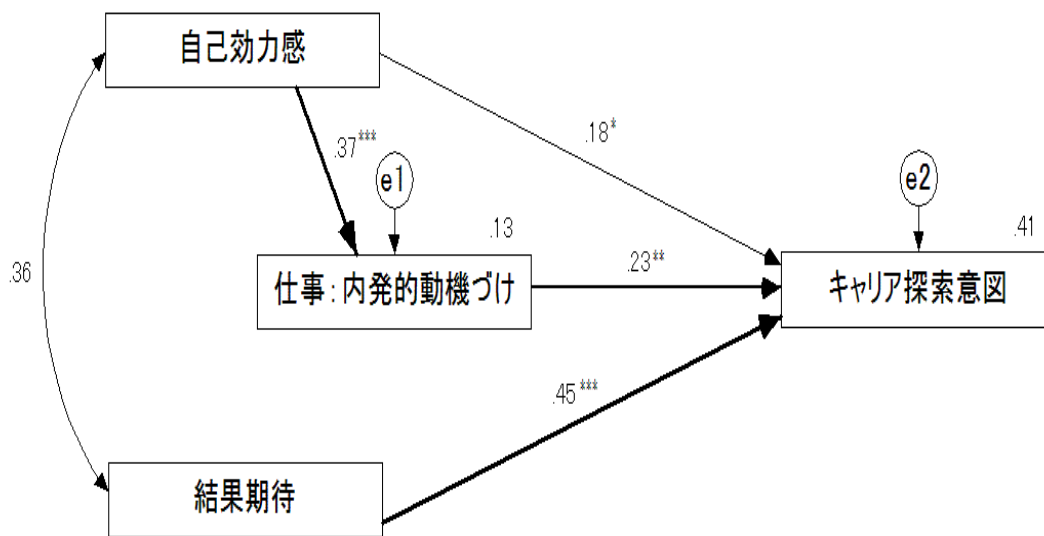 自己効力感
.18*
.37***
e1
e2
.13
.41
.36
.23**
仕事:内発的動機づけ
キャリア探索意図
.45***
結果期待